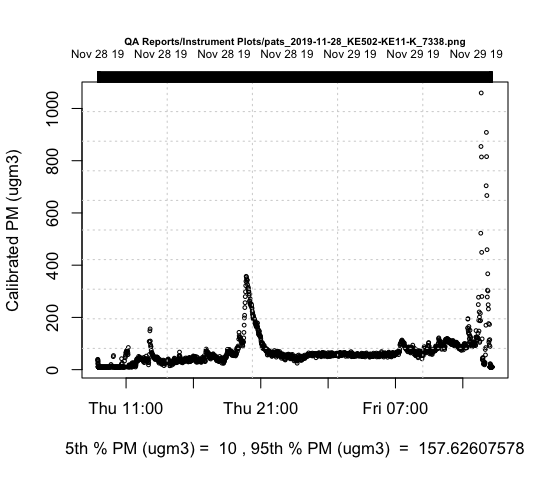 QA Reports/Instrument Plots/pats_2019-11-28_KE502-KE11-K_7338.png
Nov 28 19 Nov 28 19 Nov 28 19 Nov 28 19 Nov 29 19 Nov 29 19 Nov 29 19
Calibrated PM (ugm3)
1000
800
600
400
200
0
Thu 11:00 Thu 21:00 Fri 07:00
5th % PM (ugm3) = 10 , 95th % PM (ugm3) = 157.62607578